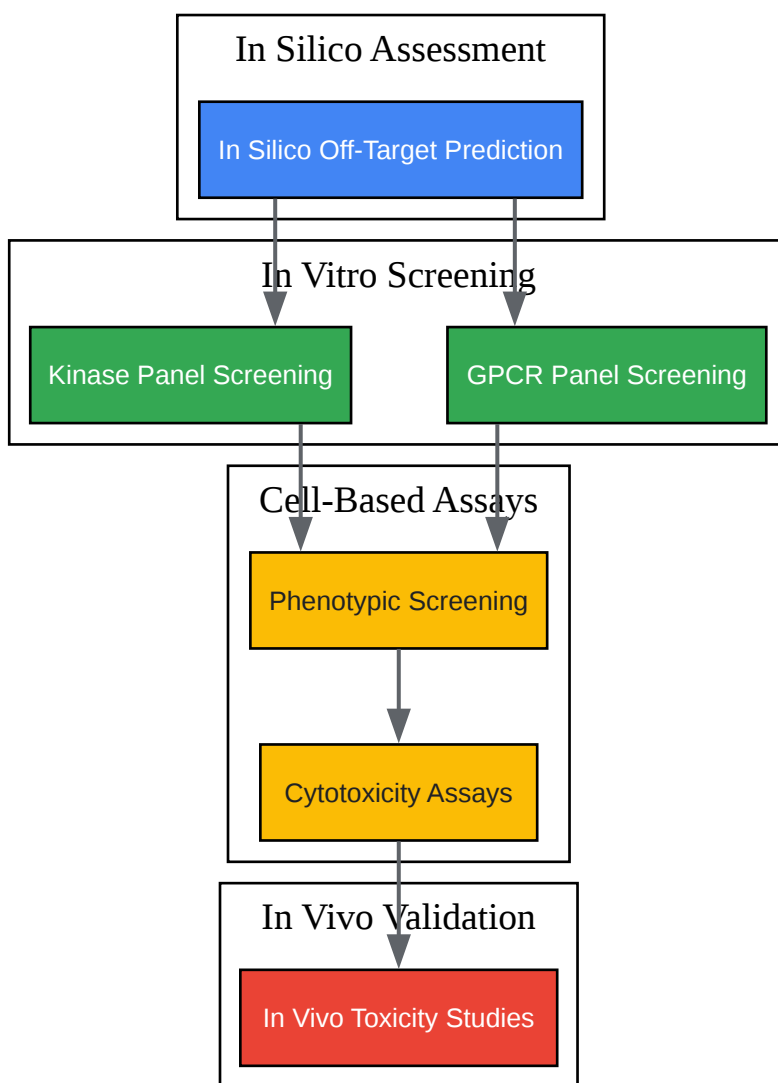 In Silico Assessment
In Silico Off-Target Prediction
In Vitro Screening
Kinase Panel Screening
GPCR Panel Screening
Cell-Based Assays
Phenotypic Screening
Cytotoxicity Assays
In Vivo Validation
In Vivo Toxicity Studies